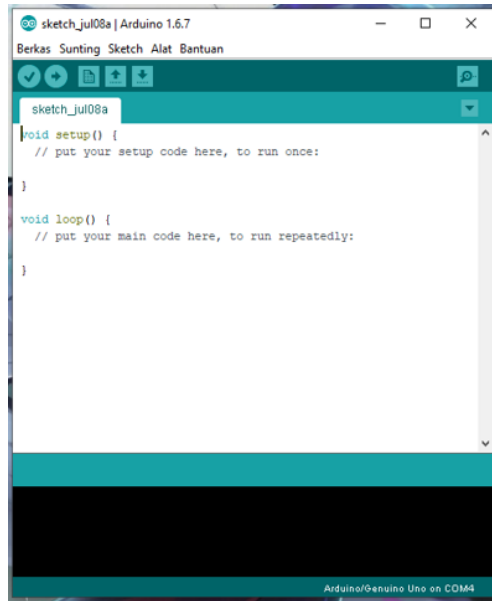 sketch_jul08a | Arduino 1.6.7
Berkas Sunting Sketch Alat Bantuan
sketch_jul08a
void setup() {
// put your setup code here, to run once:
}
void loop() {
// put your main code here, to run repeatedly:
}
Arduino/Genuino Uno on COM4